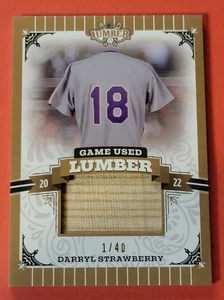 LUMBER
18
GAME USED
LUMBER
20 22
1/40
DARRYL STRAWBERRY